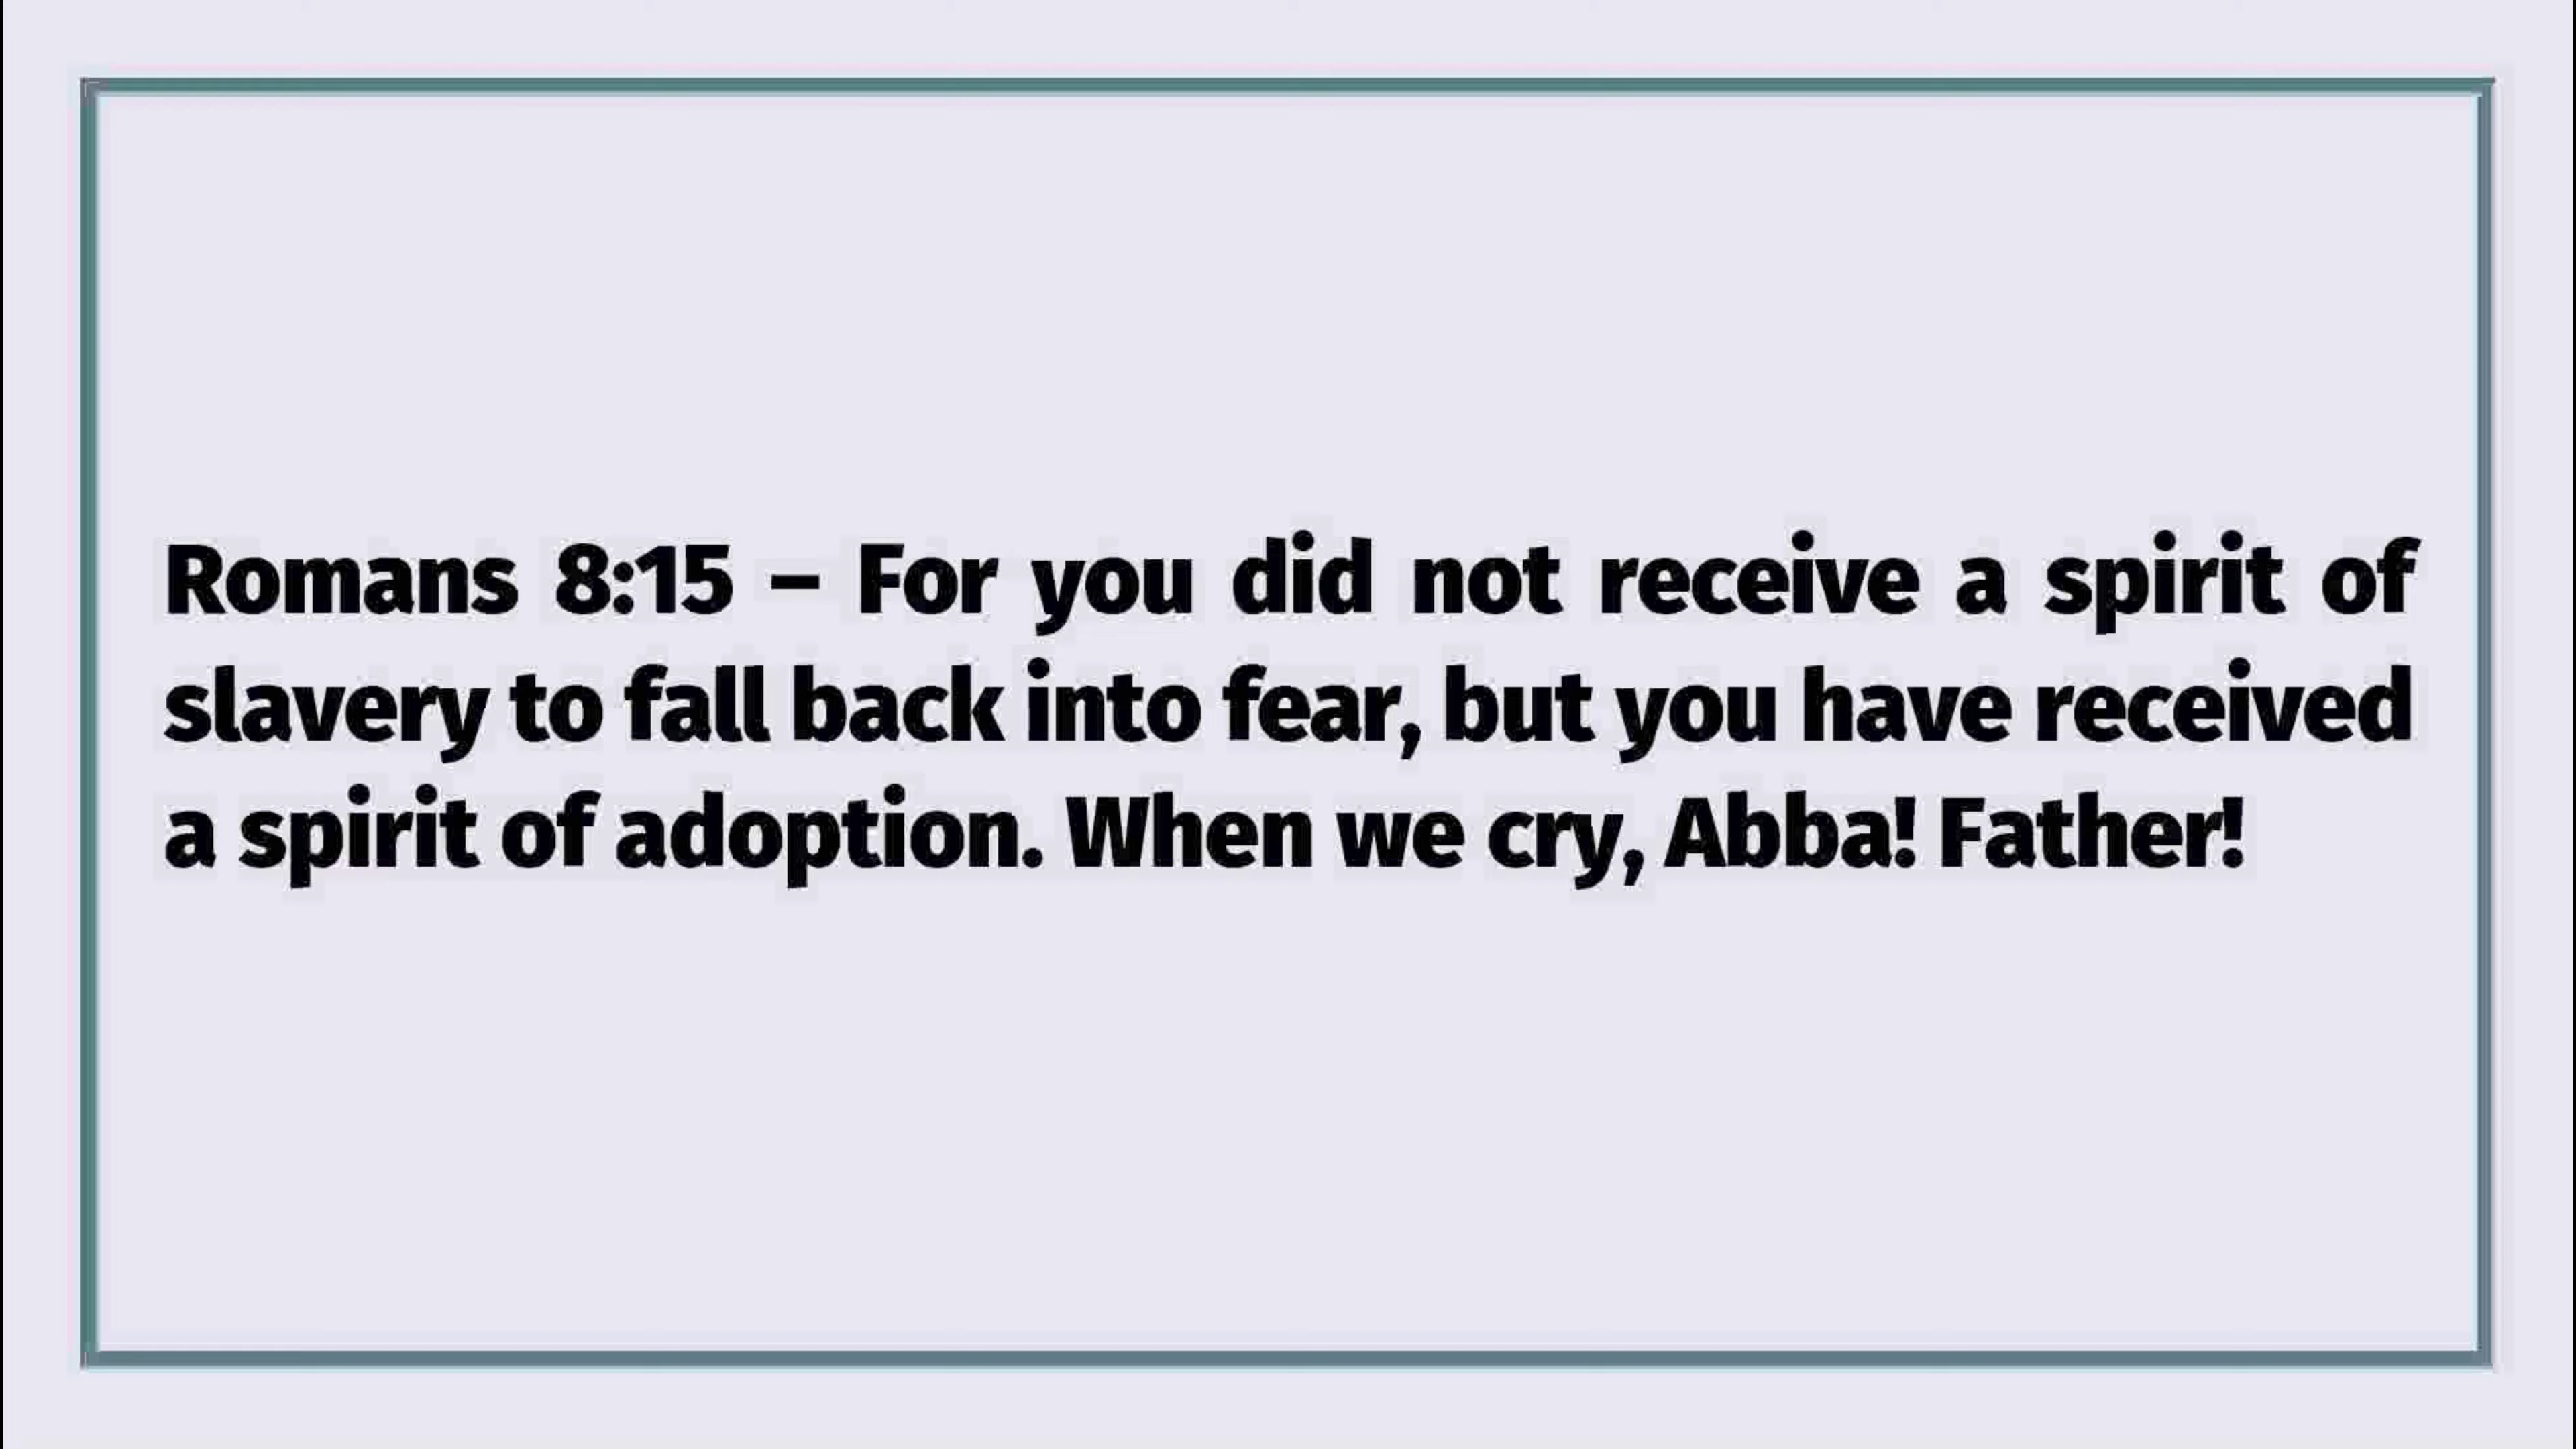 Romans 8:15 – For you did not receive a spirit of
slavery to fall back into fear, but you have received
a spirit of adoption. When we cry, Abba! Father!